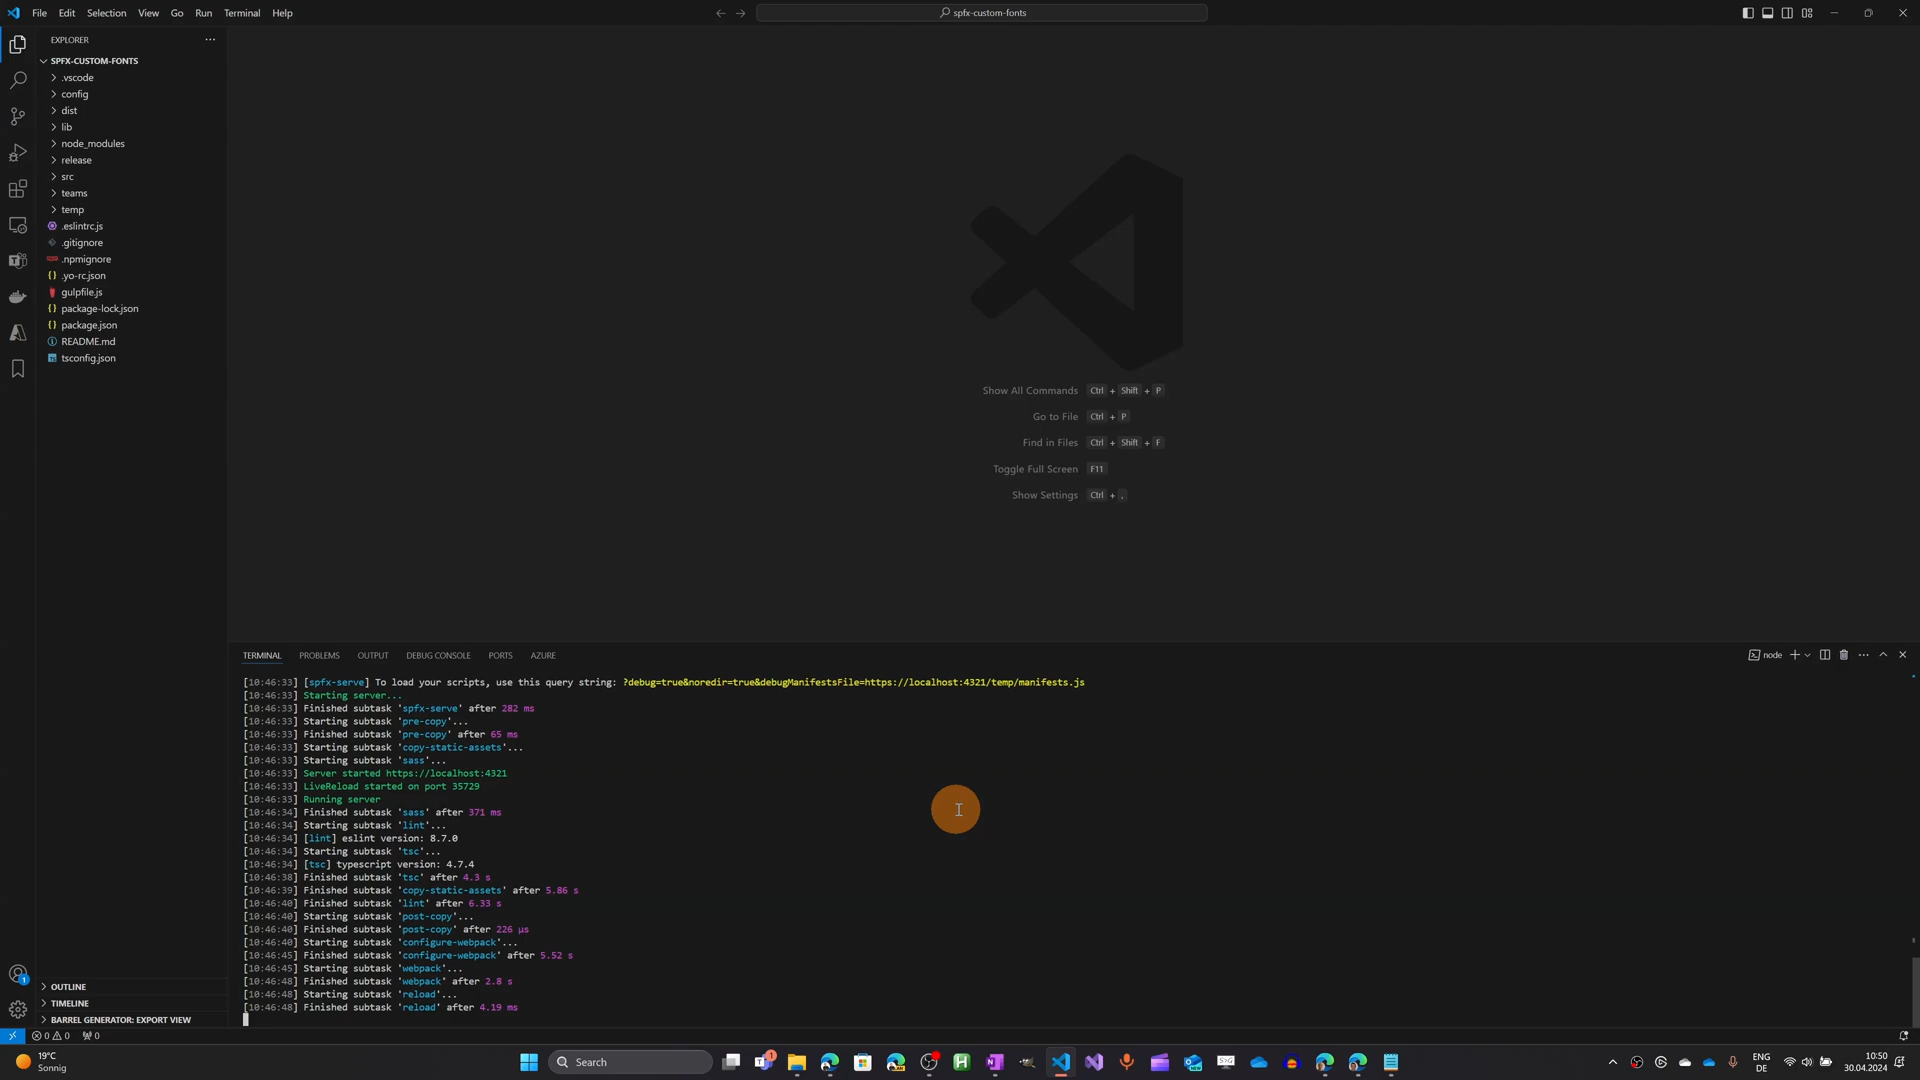 File Edit Selection View Go Run Terminal Help
spfx-custom-fonts
EXPLORER
SPFX-CUSTOM-FONTS
.vscode
config
dist
lib
node_modules
release
src
teams
temp
.eslintrc.js
.gitignore
.npmignore
.yo-rc.json
gulpfile.js
package-lock.json
package.json
README.md
tsconfig.json
Show All Commands Ctrl + Shift + P
Go to File Ctrl + P
Find in Files Ctrl + Shift + F
Toggle Full Screen F11
Show Settings Ctrl + ,
TERMINAL PROBLEMS OUTPUT DEBUG CONSOLE PORTS AZURE
node
[10:46:33] [spfx-serve] To load your scripts, use this query string: ?debug=true&noredir=true&debugManifestsFile=https://localhost:4321/temp/manifests.js
[10:46:33] Starting server...
[10:46:33] Finished subtask 'spfx-serve' after 282 ms
[10:46:33] Starting subtask 'pre-copy'...
[10:46:33] Finished subtask 'pre-copy' after 65 ms
[10:46:33] Starting subtask 'copy-static-assets'...
[10:46:33] Starting subtask 'sass'...
[10:46:33] Server started https://localhost:4321
[10:46:33] LiveReload started on port 35729
[10:46:33] Running server
[10:46:34] Finished subtask 'sass' after 371 ms
[10:46:34] Starting subtask 'lint'...
[10:46:34] [lint] eslint version: 8.7.0
[10:46:34] Starting subtask 'tsc'...
[10:46:34] [tsc] typescript version: 4.7.4
[10:46:38] Finished subtask 'tsc' after 4.3 s
[10:46:39] Finished subtask 'copy-static-assets' after 5.86 s
[10:46:40] Finished subtask 'lint' after 6.33 s
[10:46:40] Starting subtask 'post-copy'...
[10:46:40] Finished subtask 'post-copy' after 226 μs
[10:46:40] Starting subtask 'configure-webpack'...
[10:46:45] Finished subtask 'configure-webpack' after 5.52 s
[10:46:45] Starting subtask 'webpack'...
[10:46:48] Finished subtask 'webpack' after 2.8 s
[10:46:48] Starting subtask 'reload'...
[10:46:48] Finished subtask 'reload' after 4.19 ms
OUTLINE
TIMELINE
BARREL GENERATOR: EXPORT VIEW
0 0 0
19°C
Sonnig
Search
ENG
DE
10:50
30.04.2024